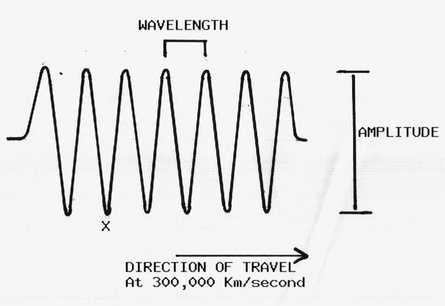 WAVELENGTH
AMPLITUDE
X
DIRECTION OF TRAVEL
At 300,000 Km/second